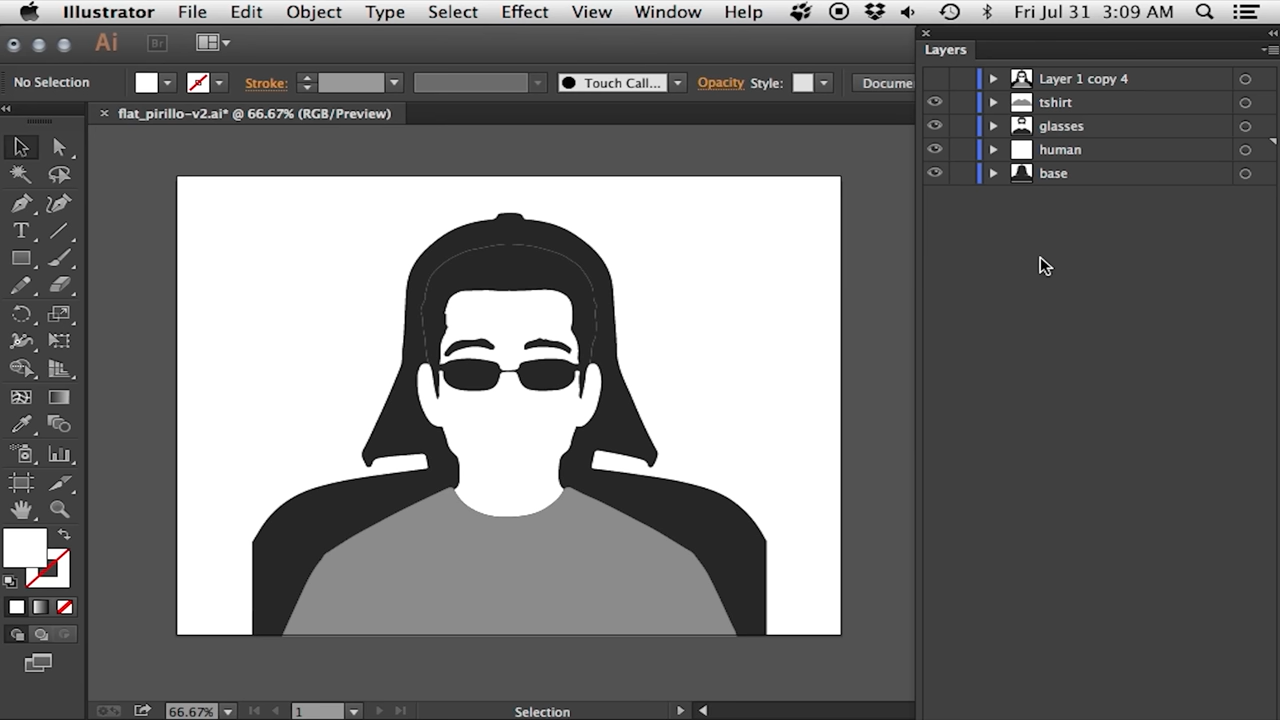 Illustrator File Edit Object Type Select Effect View Window Help Fri Jul 31 3:09 AM
Ai Br
Layers
No Selection Stroke: Touch Call... Opacity Style: Docume
Layer 1 copy 4
tshirt
flat_pirillo-v2.ai* @ 66.67% (RGB/Preview)
glasses
human
base
T
66.67% 1 Selection